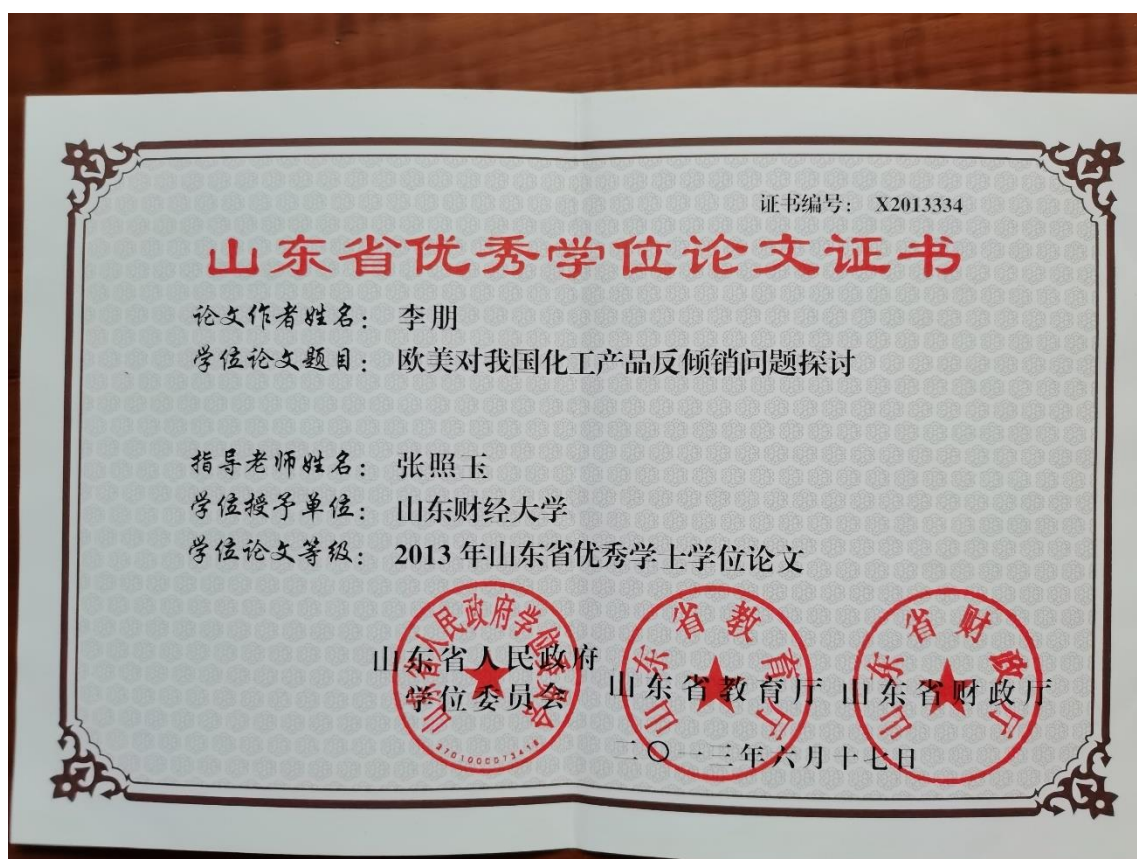 证书编号: X2013334
山东省优秀学位论文证书
论文作者姓名: 李朋
学位论文题目: 欧美对我国化工产品反倾销问题探讨
指导老师姓名: 张照玉
学位授予单位: 山东财经大学
学位论文等级: 2013年山东省优秀学士学位论文
山东省人民政府学位委员会
山东省教育厅
山东省财政厅
山东省人民政府
学位委员会
山东省教育厅
山东省财政厅
二〇一三年六月十七日
3701000073418